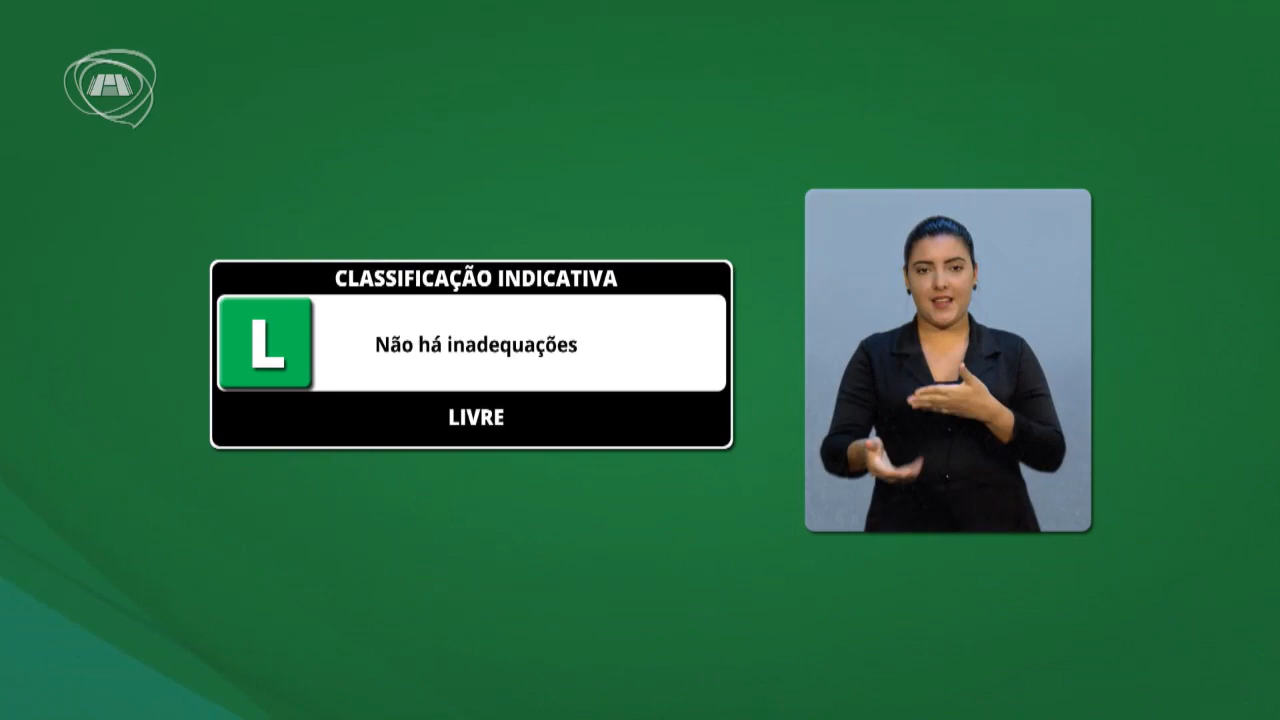 CLASSIFICAÇÃO INDICATIVA
L
Não há inadequações
LIVRE